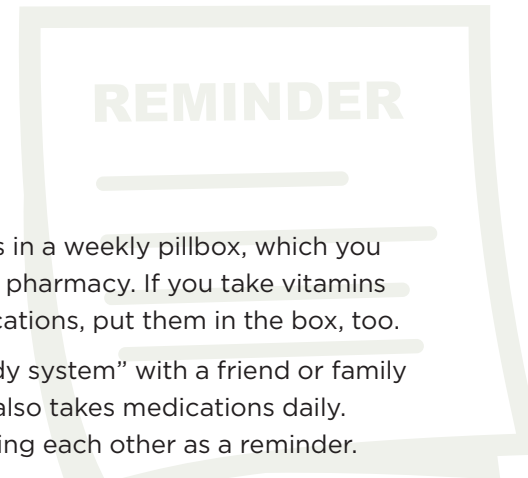 REMINDER
s in a weekly pillbox, which you
pharmacy. If you take vitamins
cations, put them in the box, too.
dy system” with a friend or family
also takes medications daily.
ing each other as a reminder.